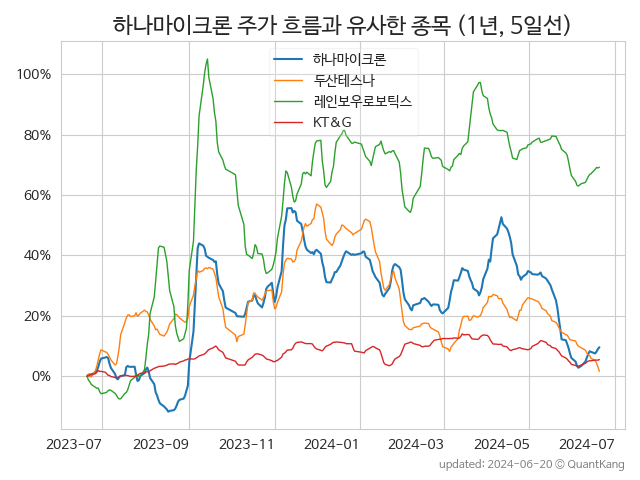 하나마이크론 주가 흐름과 유사한 종목 (1년, 5일선)
하나마이크론
두산테스나
레인보우로보틱스
KT&G
100%
80%
60%
40%
20%
0%
2023-07 2023-09 2023-11 2024-01 2024-03 2024-05 2024-07
updated: 2024-06-20 © QuantKang